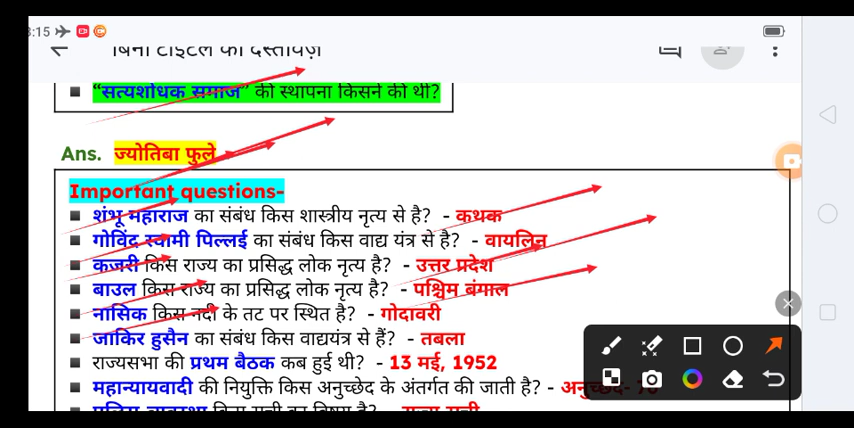 3:15
बिना टाइटल का दस्तावेज़
■ "सत्यशोधक समाज" की स्थापना किसने की थी?
Ans. ज्योतिबा फुले
Important questions-
■ शंभू महाराज का संबंध किस शास्त्रीय नृत्य से है? - कथक
■ गोविंद स्वामी पिल्लई का संबंध किस वाद्य यंत्र से है? - वायलिन
■ कजरी किस राज्य का प्रसिद्ध लोक नृत्य है? - उत्तर प्रदेश
■ बाउल किस राज्य का प्रसिद्ध लोक नृत्य है? - पश्चिम बंगाल
■ नासिक किस नदी के तट पर स्थित है? - गोदावरी
■ जाकिर हुसैन का संबंध किस वाद्ययंत्र से हैं? - तबला
■ राज्यसभा की प्रथम बैठक कब हुई थी? - 13 मई, 1952
■ महान्यायवादी की नियुक्ति किस अनुच्छेद के अंतर्गत की जाती है? - अनुच्छेद- 76